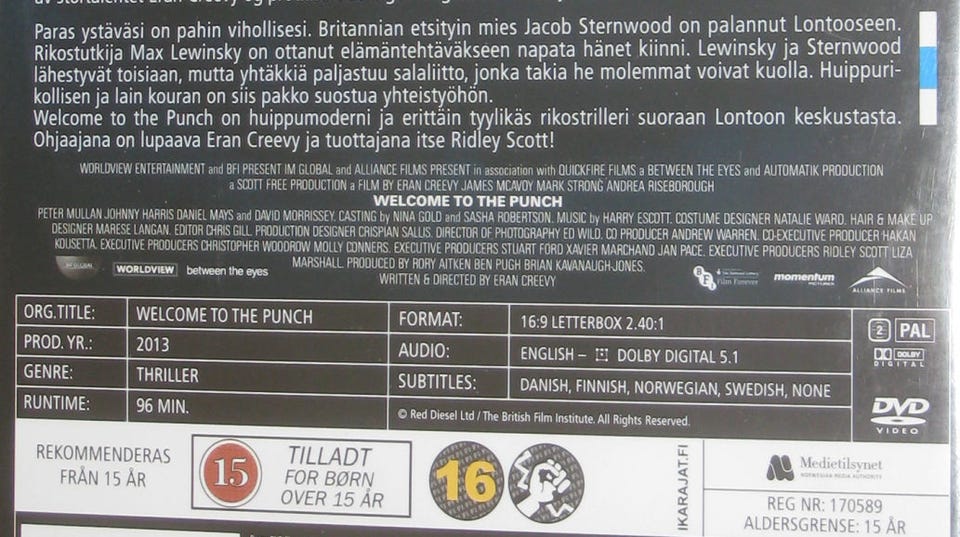 av stortalentet Eran Creevy og
Paras ystäväsi on pahin vihollisesi. Britannian etsityin mies Jacob Sternwood on palannut Lontooseen.
Rikostutkija Max Lewinsky on ottanut elämäntehtäväkseen napata hänet kiinni. Lewinsky ja Sternwood
lähestyvät toisiaan, mutta yhtäkkiä paljastuu salaliitto, jonka takia he molemmat voivat kuolla. Huippuri-
kollisen ja lain kouran on siis pakko suostua yhteistyöhön.
Welcome to the Punch on huippumoderni ja erittäin tyylikäs rikostrilleri suoraan Lontoon keskustasta.
Ohjaajana on lupaava Eran Creevy ja tuottajana itse Ridley Scott!
WORLDVIEW ENTERTAINMENT and BFI PRESENT IM GLOBAL and ALLIANCE FILMS PRESENT in association with QUICKFIRE FILMS a BETWEEN THE EYES and AUTOMATIK PRODUCTION
a SCOTT FREE PRODUCTION a FILM BY ERAN CREEVY JAMES MCAVOY MARK STRONG ANDREA RISEBOROUGH
WELCOME TO THE PUNCH
PETER MULLAN JOHNNY HARRIS DANIEL MAYS and DAVID MORRISSEY. CASTING by NINA GOLD and SASHA ROBERTSON. MUSIC by HARRY ESCOTT. COSTUME DESIGNER NATALIE WARD. HAIR & MAKE UP
DESIGNER MARESE LANGAN. EDITOR CHRIS GILL. PRODUCTION DESIGNER CRISPIAN SALLIS. DIRECTOR OF PHOTOGRAPHY ED WILD. CO PRODUCER ANDREW WARREN. CO-EXECUTIVE PRODUCER HAKAN
KOUSETTA. EXECUTIVE PRODUCERS CHRISTOPHER WOODROW MOLLY CONNERS. EXECUTIVE PRODUCERS STUART FORD XAVIER MARCHAND JAN PACE. EXECUTIVE PRODUCERS RIDLEY SCOTT LIZA
MARSHALL. PRODUCED BY RORY AITKEN BEN PUGH BRIAN KAVANAUGH-JONES.
WRITTEN & DIRECTED BY ERAN CREEVY
IM GLOBAL WORLDVIEW between the eyes BFI Film Forever momentum PICTURES ALLIANCE FILMS
ORG.TITLE: WELCOME TO THE PUNCH
PROD. YR.: 2013
GENRE: THRILLER
RUNTIME: 96 MIN.
FORMAT: 16:9 LETTERBOX 2.40:1
AUDIO: ENGLISH – DOLBY DIGITAL 5.1
SUBTITLES: DANISH, FINNISH, NORWEGIAN, SWEDISH, NONE
© Red Diesel Ltd / The British Film Institute. All Rights Reserved.
2 PAL
DOLBY
DIGITAL
DVD
VIDEO
REKOMMENDERAS
FRÅN 15 ÅR
15
TILLADT
FOR BØRN
OVER 15 ÅR
16
IKARAJAT.FI
Medietilsynet
NORWEGIAN MEDIA AUTHORITY
REG NR: 170589
ALDERSGRENSE: 15 ÅR